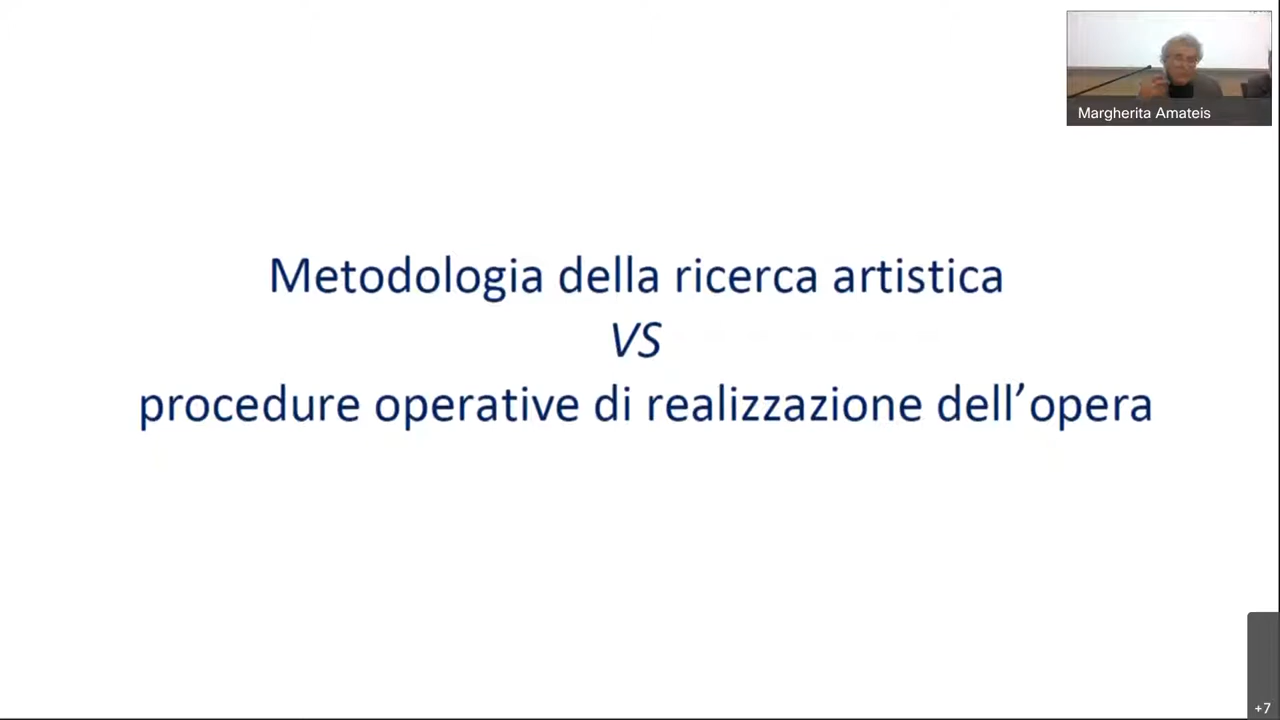 Margherita Amateis
Metodologia della ricerca artistica
VS
procedure operative di realizzazione dell’opera
+7